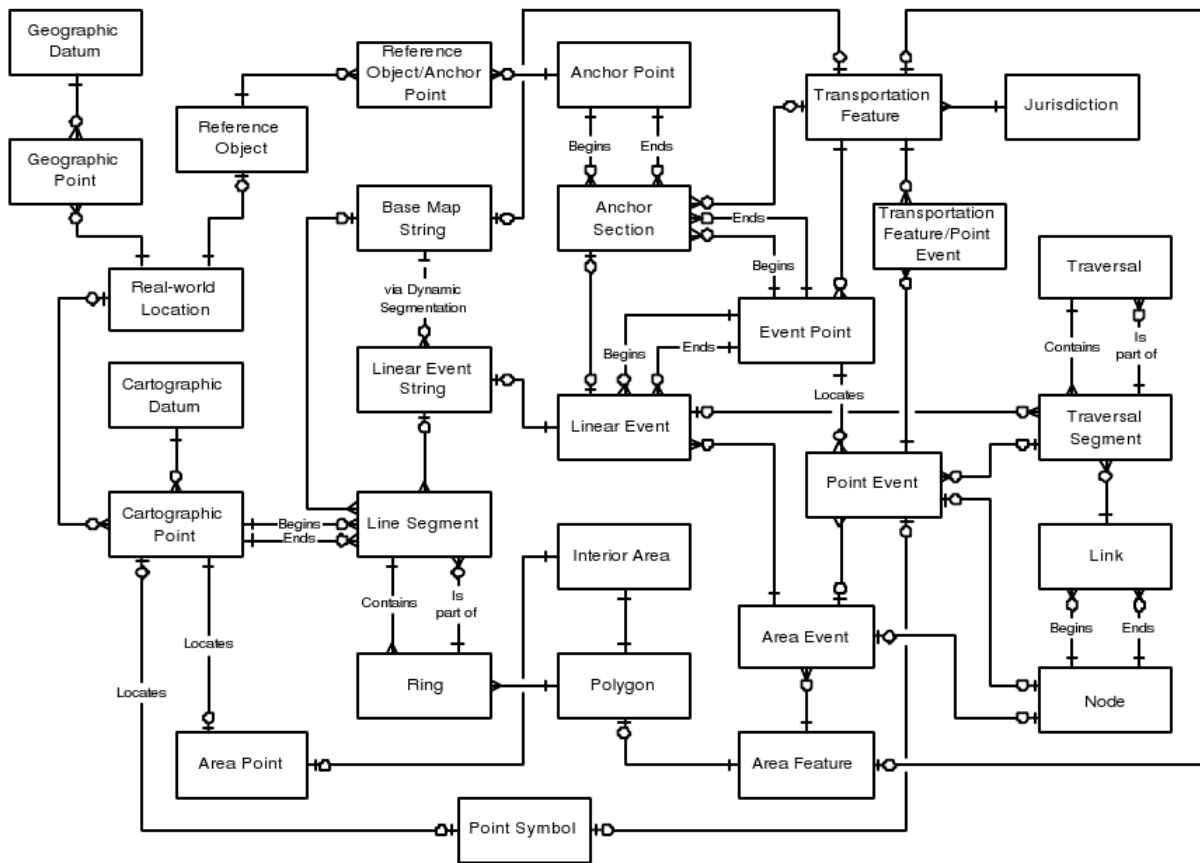 Geographic
Datum
Reference
Object/Anchor
Point
Anchor Point
Transportation
Feature
Jurisdiction
Reference
Object
Geographic
Point
Begins
Ends
Base Map
String
Anchor
Section
Ends
Transportation
Feature/Point
Event
Begins
Traversal
Real-world
Location
via Dynamic
Segmentation
Event Point
Begins
Ends
Contains
Is
part of
Cartographic
Datum
Linear Event
String
Locates
Linear Event
Traversal
Segment
Point Event
Cartographic
Point
Begins
Ends
Line Segment
Interior Area
Link
Contains
Is
part of
Locates
Area Event
Begins
Ends
Locates
Ring
Polygon
Node
Area Point
Area Feature
Point Symbol